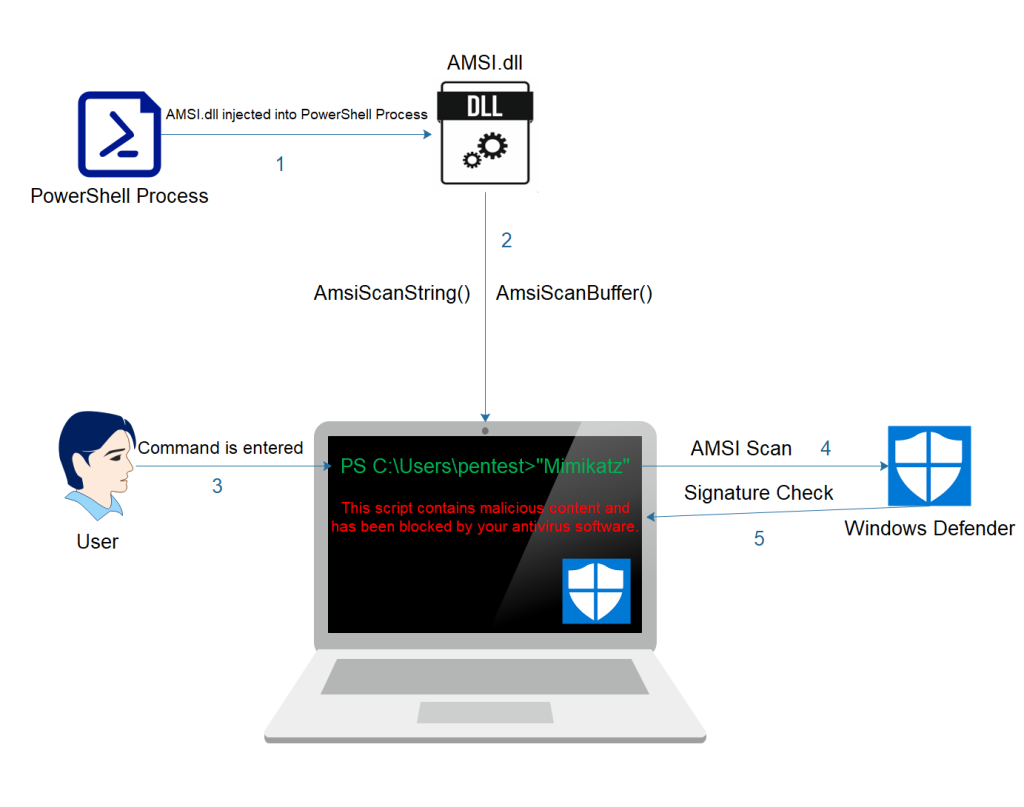 AMSI.dll
DLL
AMSI.dll injected into PowerShell Process
1
PowerShell Process
2
AmsiScanString()
AmsiScanBuffer()
Command is entered
3
User
PS C:\Users\pentest>"Mimikatz"
This script contains malicious content and
has been blocked by your antivirus software.
AMSI Scan
4
Signature Check
5
Windows Defender